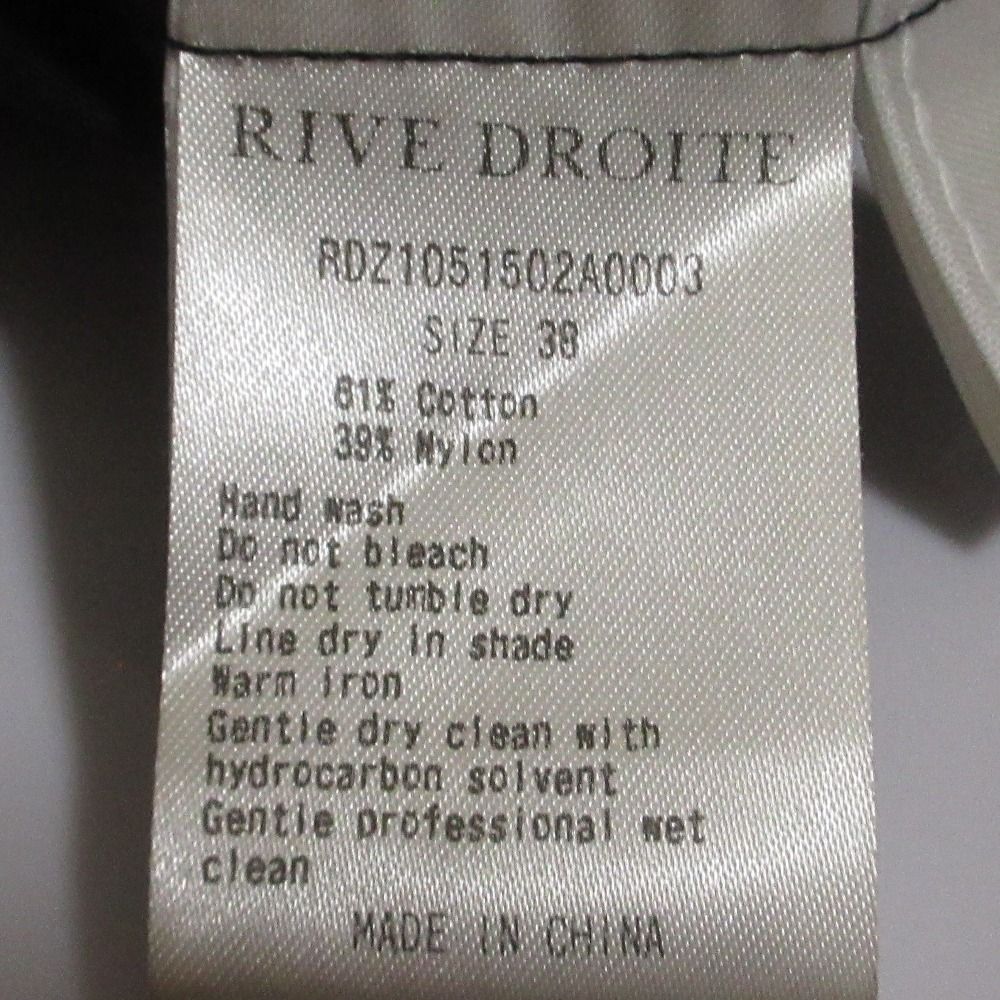 RIVE DROITE
RDZ1051502A0003
SIZE 38
61% Cotton
39% Nylon
Hand wash
Do not bleach
Do not tumble dry
Line dry in shade
Warm iron
Gentle dry clean with
hydrocarbon solvent
Gentle professional wet
clean
MADE IN CHINA